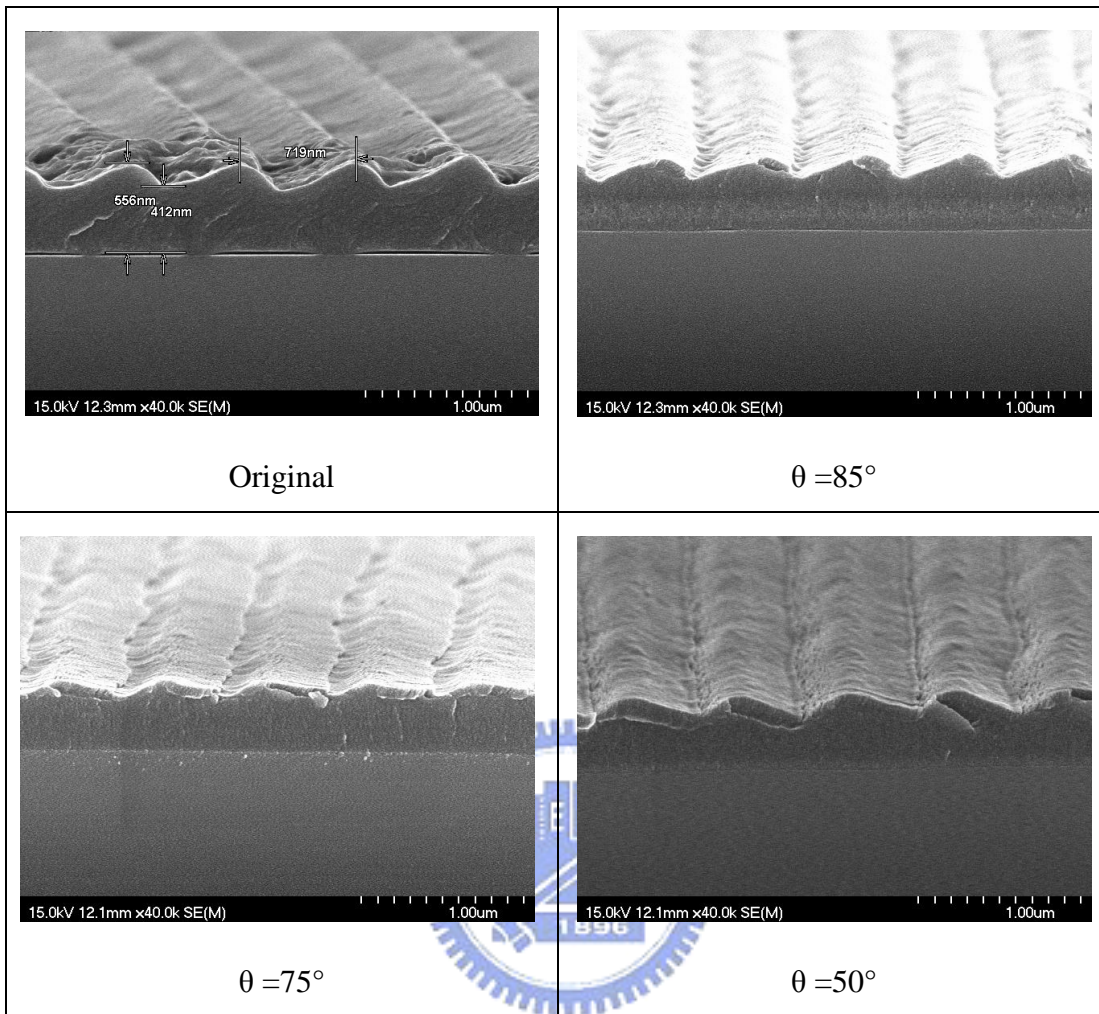 719nm
556nm
412nm
15.0kV 12.3mm x40.0k SE(M) 1.00um
15.0kV 12.3mm x40.0k SE(M) 1.00um
Original
θ =85°
15.0kV 12.1mm x40.0k SE(M) 1.00um
15.0kV 12.1mm x40.0k SE(M) 1.00um
E
1896
θ =75°
θ =50°